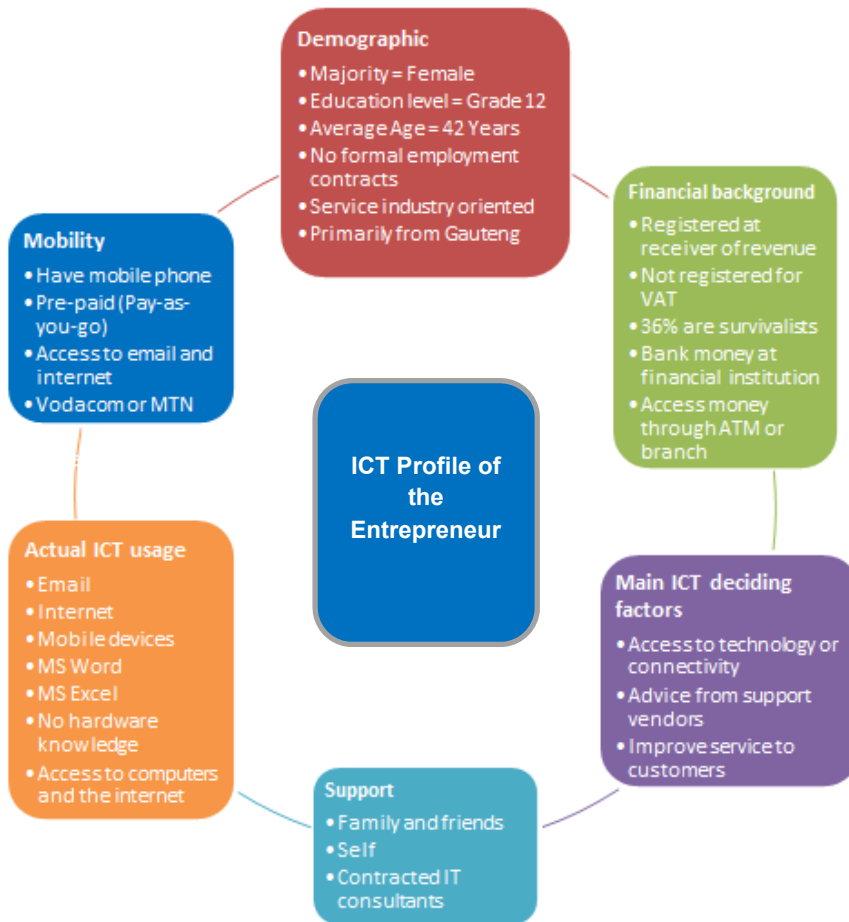 Demographic
• Majority = Female
• Education level = Grade 12
• Average Age = 42 Years
• No formal employment
contracts
• Service industry oriented
• Primarily from Gauteng
Financial background
• Registered at
receiver of revenue
• Not registered for
VAT
• 36% are survivalists
• Bank money at
financial institution
• Access money
through ATM or
branch
Main ICT deciding
factors
• Access to technology or
connectivity
• Advice from support
vendors
• Improve service to
customers
Support
• Family and friends
• Self
• Contracted IT
consultants
Actual ICT usage
• Email
• Internet
• Mobile devices
• MS Word
• MS Excel
• No hardware
knowledge
• Access to computers
and the internet
Mobility
• Have mobile phone
• Pre-paid (Pay-as-
you-go)
• Access to email and
internet
• Vodacom or MTN
ICT Profile of
the
Entrepreneur